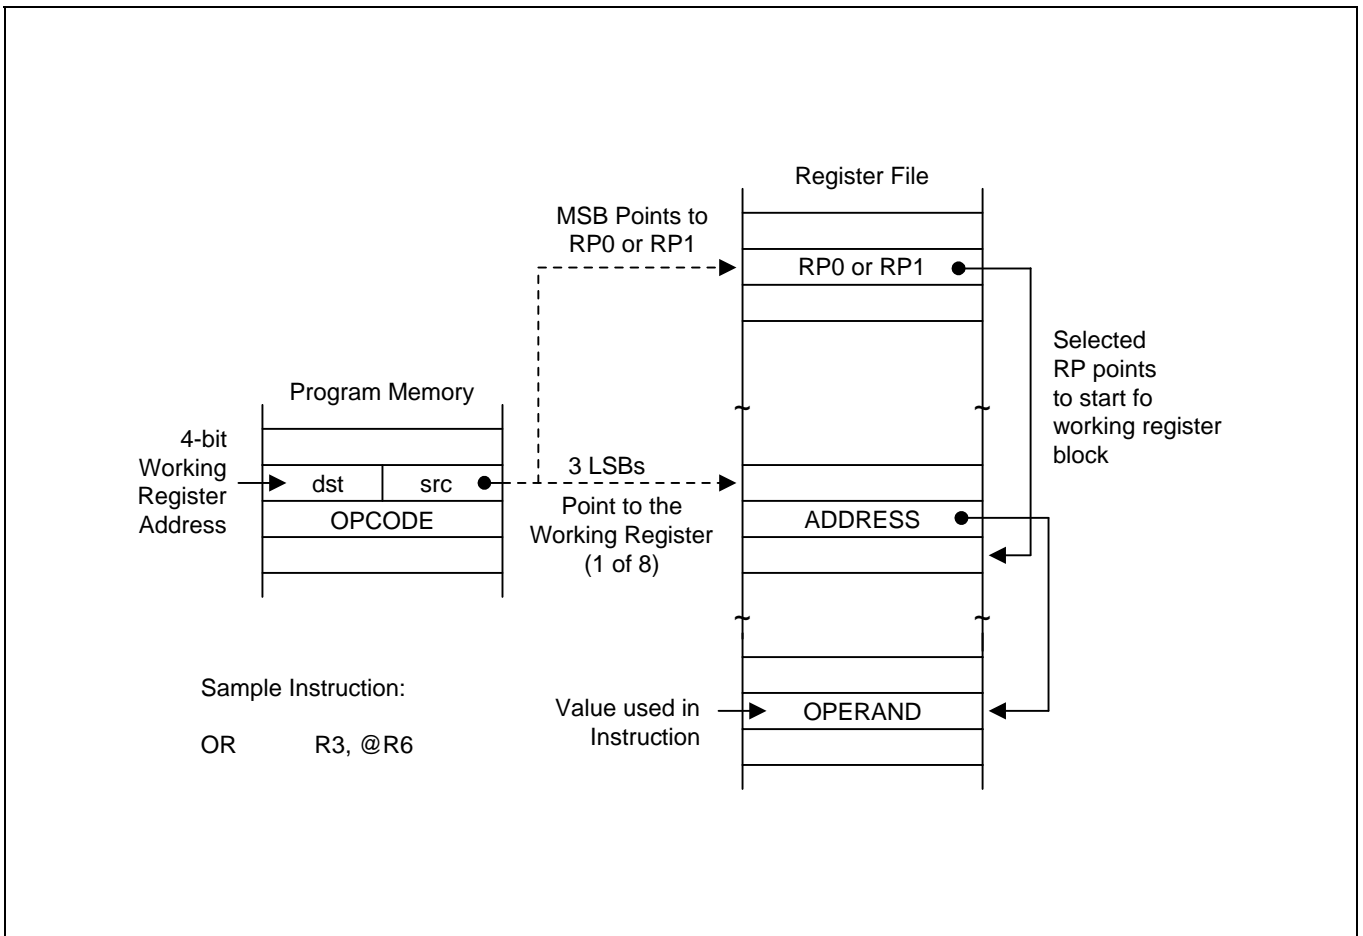 Register File
MSB Points to
RP0 or RP1
RP0 or RP1
Selected
RP points
to start fo
working register
block
Program Memory
4-bit
Working
Register
Address
dst
src
OPCODE
3 LSBs
Point to the
Working Register
(1 of 8)
ADDRESS
~
~
~
~
Sample Instruction:
OR R3, @R6
Value used in
Instruction
OPERAND